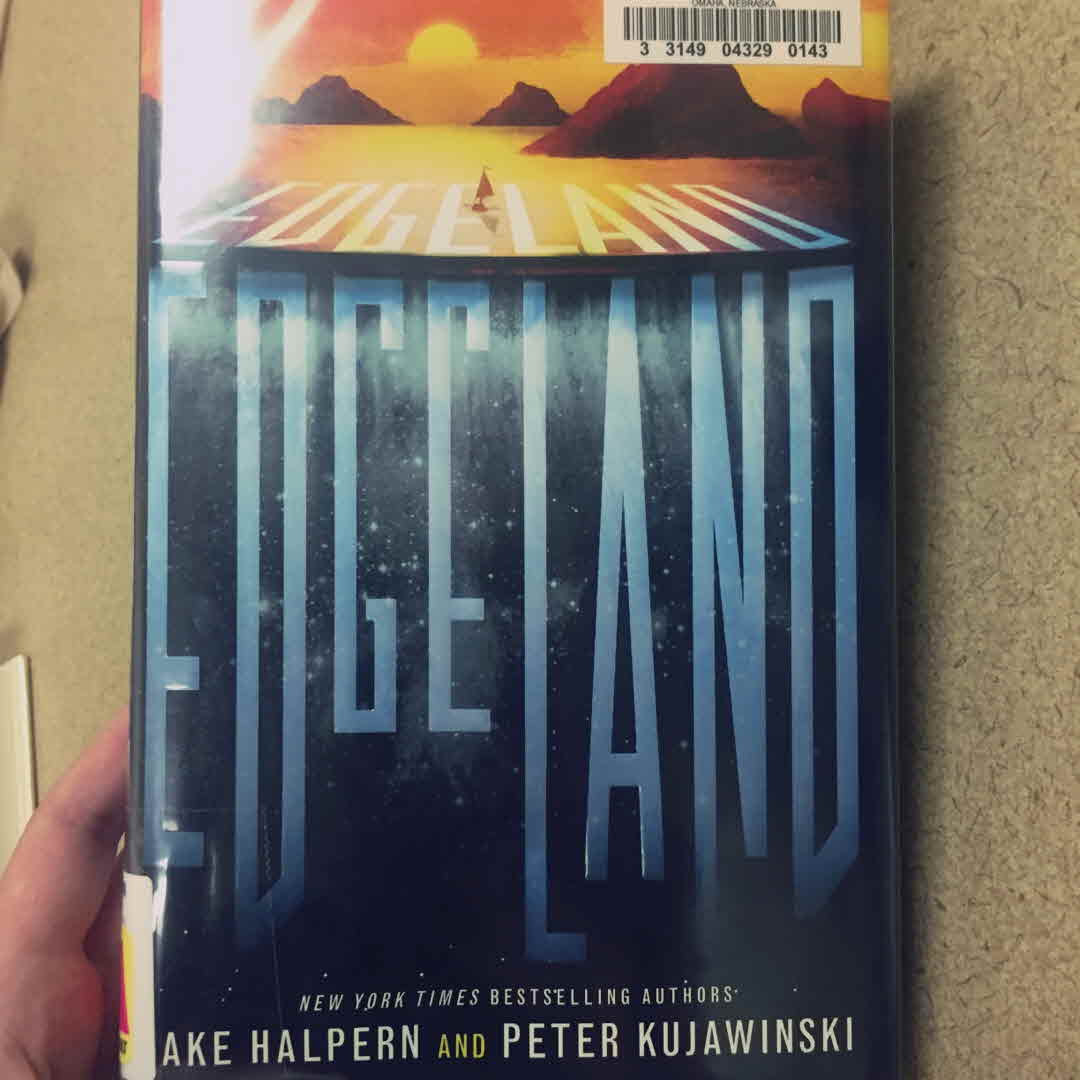 OMAHA, NEBRASKA
3 3149 04329 0143
EDGELAND
EDGELAND
NEW YORK TIMES BESTSELLING AUTHORS
AKE HALPERN AND PETER KUJAWINSKI